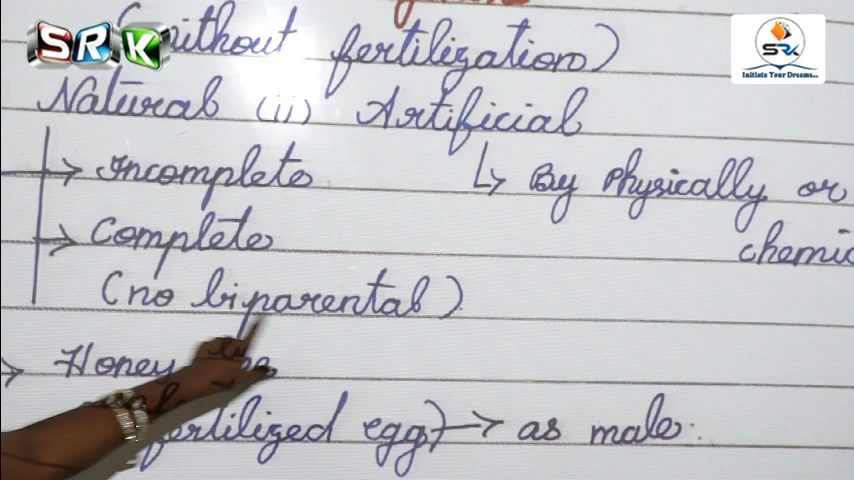 SRK
SRK
Initiate Your Dreams...
without fertilization)
Natural (ii) Artificial
→ Incomplete ↳ By physically or
→ Complete chemic
(no biparental)
→ Honey
fertilized egg) → as male.